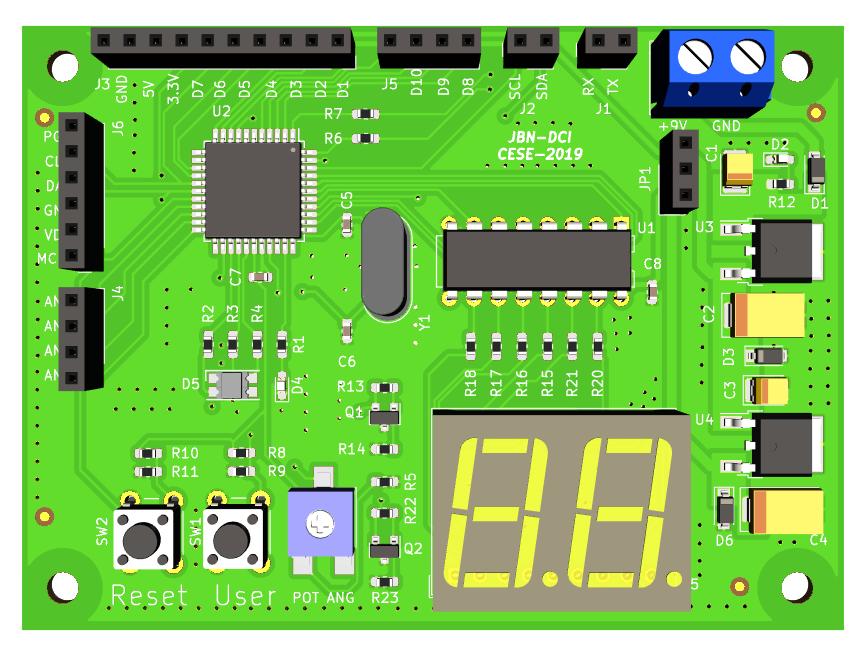 J3 GND 5V 3.3V D7 D6 D5 D4 D3 D2 D1
J5 D10 D9 D8
SCL SDA
J2
RX TX
J1
+9V GND
U2
R7
R6
J6
JBN-DCI
CESE-2019
JP1
C1
D2
R12
D1
C5
U1
U3
C7
C8
J4
Y1
C2
R2 R3 R4 R1
C6
D3
D5
D4
R18 R17 R16 R15 R21 R20
R13
C3
Q1
U4
R10
R11
R8
R9
R14
R5
SW2
SW1
R22
Q2
D6
C4
Reset User
POT ANG
R23